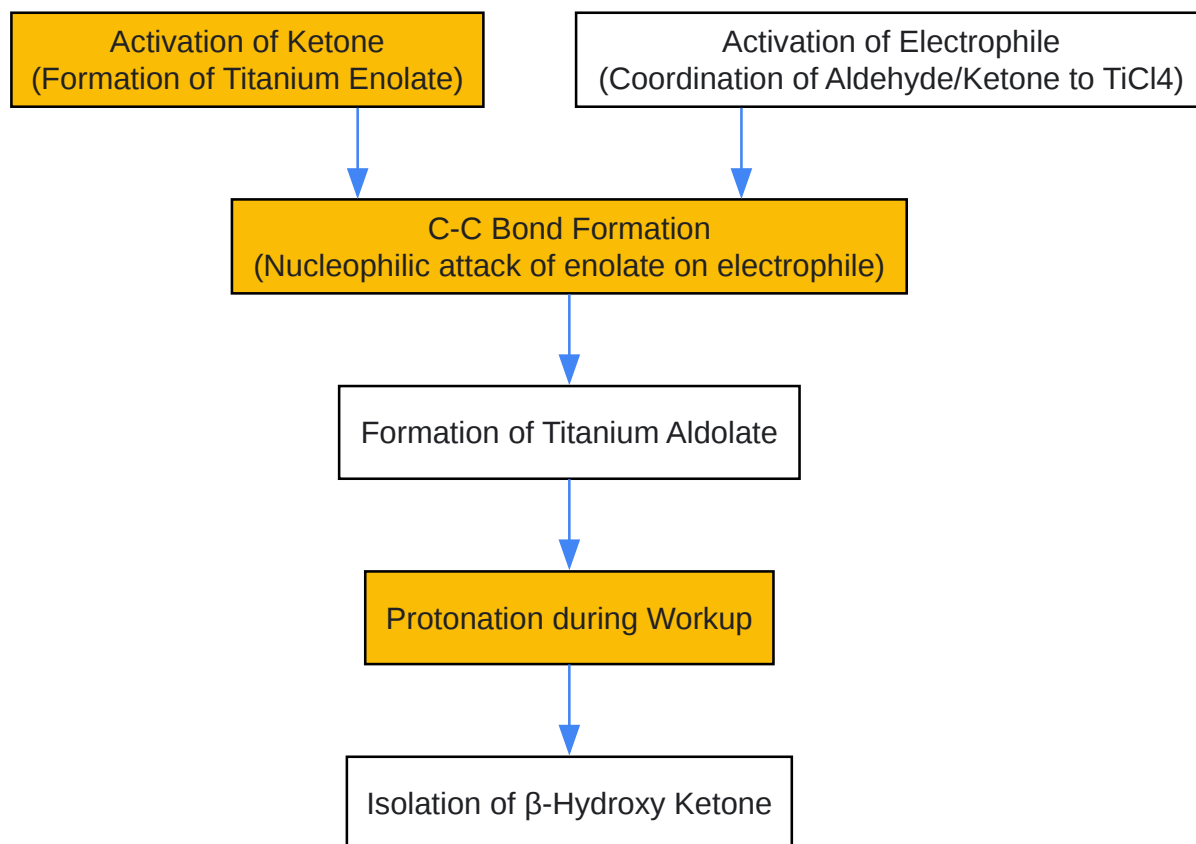 Activation of Ketone
(Formation of Titanium Enolate)
Activation of Electrophile
(Coordination of Aldehyde/Ketone to TiCl4)
C-C Bond Formation
(Nucleophilic attack of enolate on electrophile)
Formation of Titanium Aldolate
Protonation during Workup
Isolation of β-Hydroxy Ketone